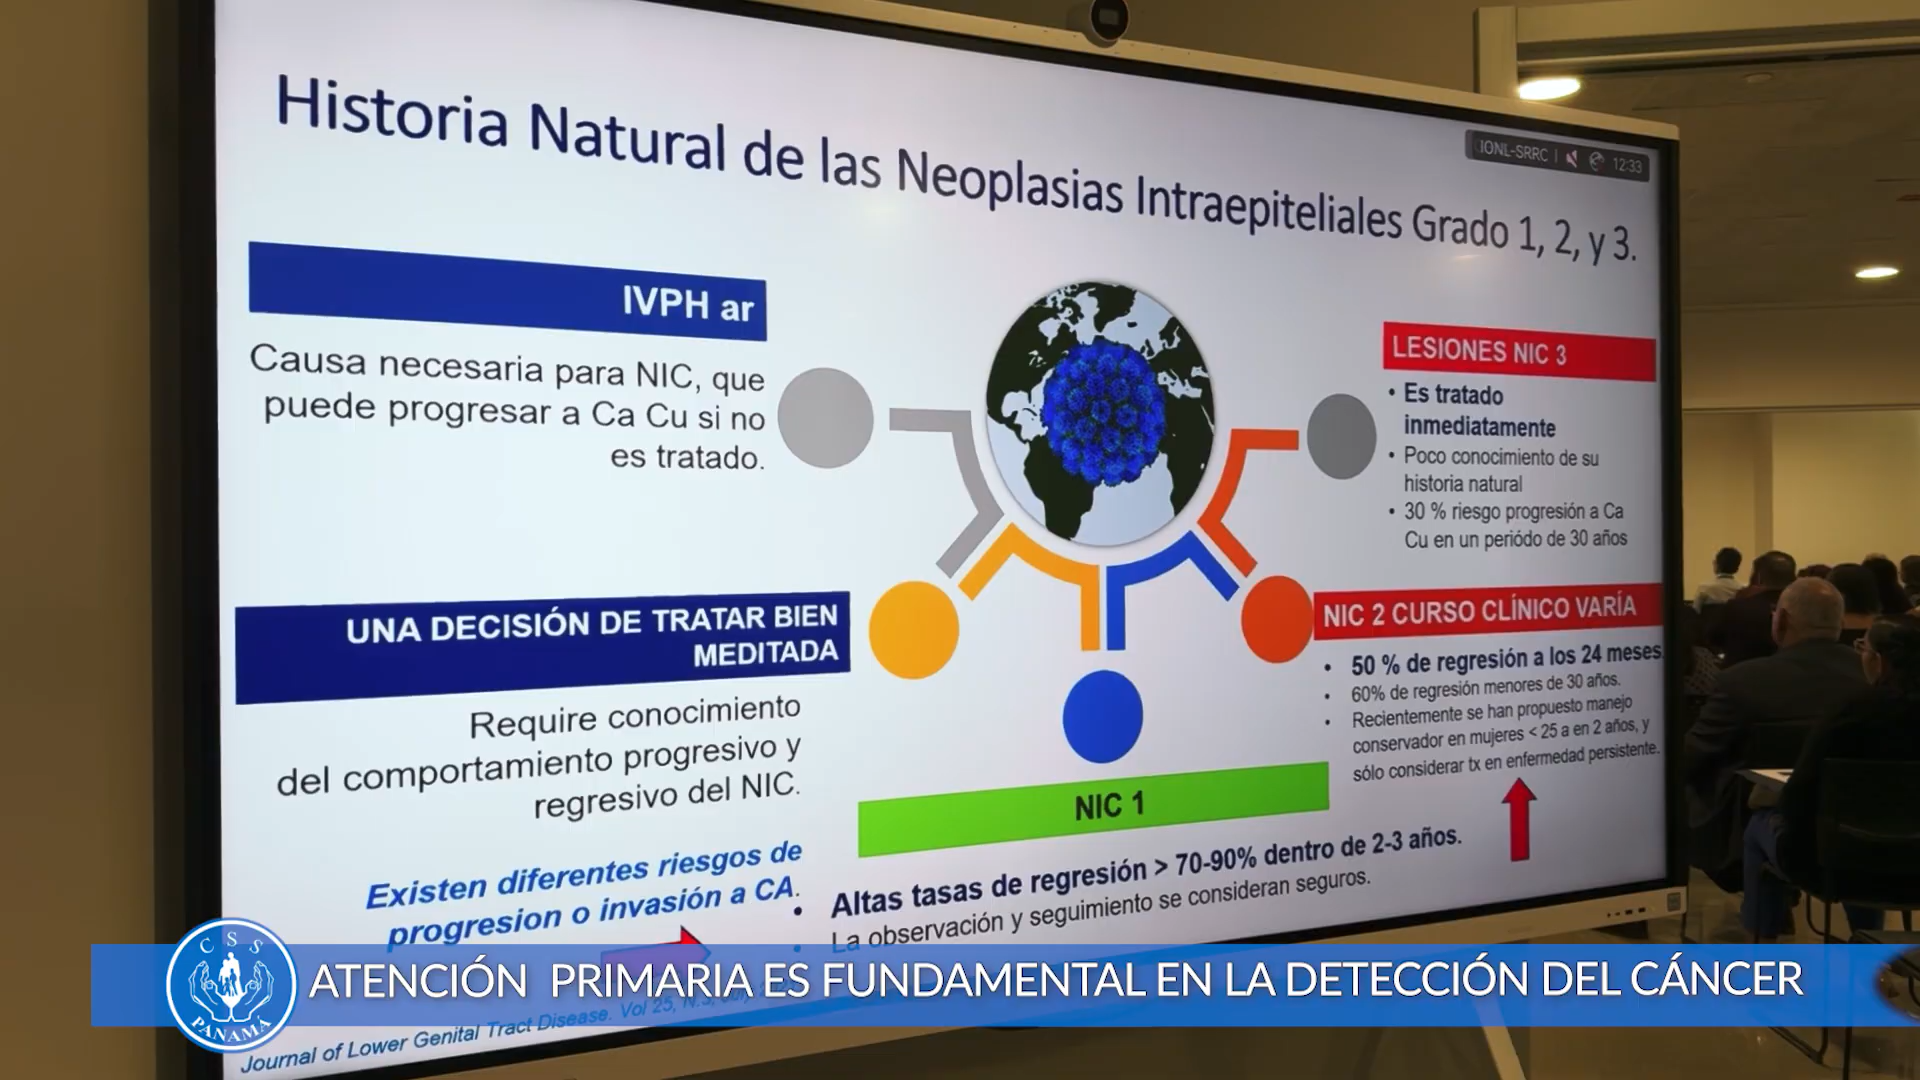 Historia Natural de las Neoplasias Intraepiteliales Grado 1, 2, y 3.
IONL-SRRC | 12:33
IVPH ar
Causa necesaria para NIC, que
puede progresar a Ca Cu si no
es tratado.
UNA DECISIÓN DE TRATAR BIEN
MEDITADA
Require conocimiento
del comportamiento progresivo y
regresivo del NIC.
Existen diferentes riesgos de
progresion o invasión a CA.
LESIONES NIC 3
• Es tratado
inmediatamente
• Poco conocimiento de su
historia natural
• 30 % riesgo progresión a Ca
Cu en un periódo de 30 años
NIC 2 CURSO CLÍNICO VARÍA
• 50 % de regresión a los 24 meses
• 60% de regresión menores de 30 años.
• Recientemente se han propuesto manejo
conservador en mujeres < 25 a en 2 años, y
sólo considerar tx en enfermedad persistente.
NIC 1
• Altas tasas de regresión > 70-90% dentro de 2-3 años.
• La observación y seguimiento se consideran seguros.
CSS
PANAMÁ
ATENCIÓN PRIMARIA ES FUNDAMENTAL EN LA DETECCIÓN DEL CÁNCER
Journal of Lower Genital Tract Disease. Vol 25, N.3,